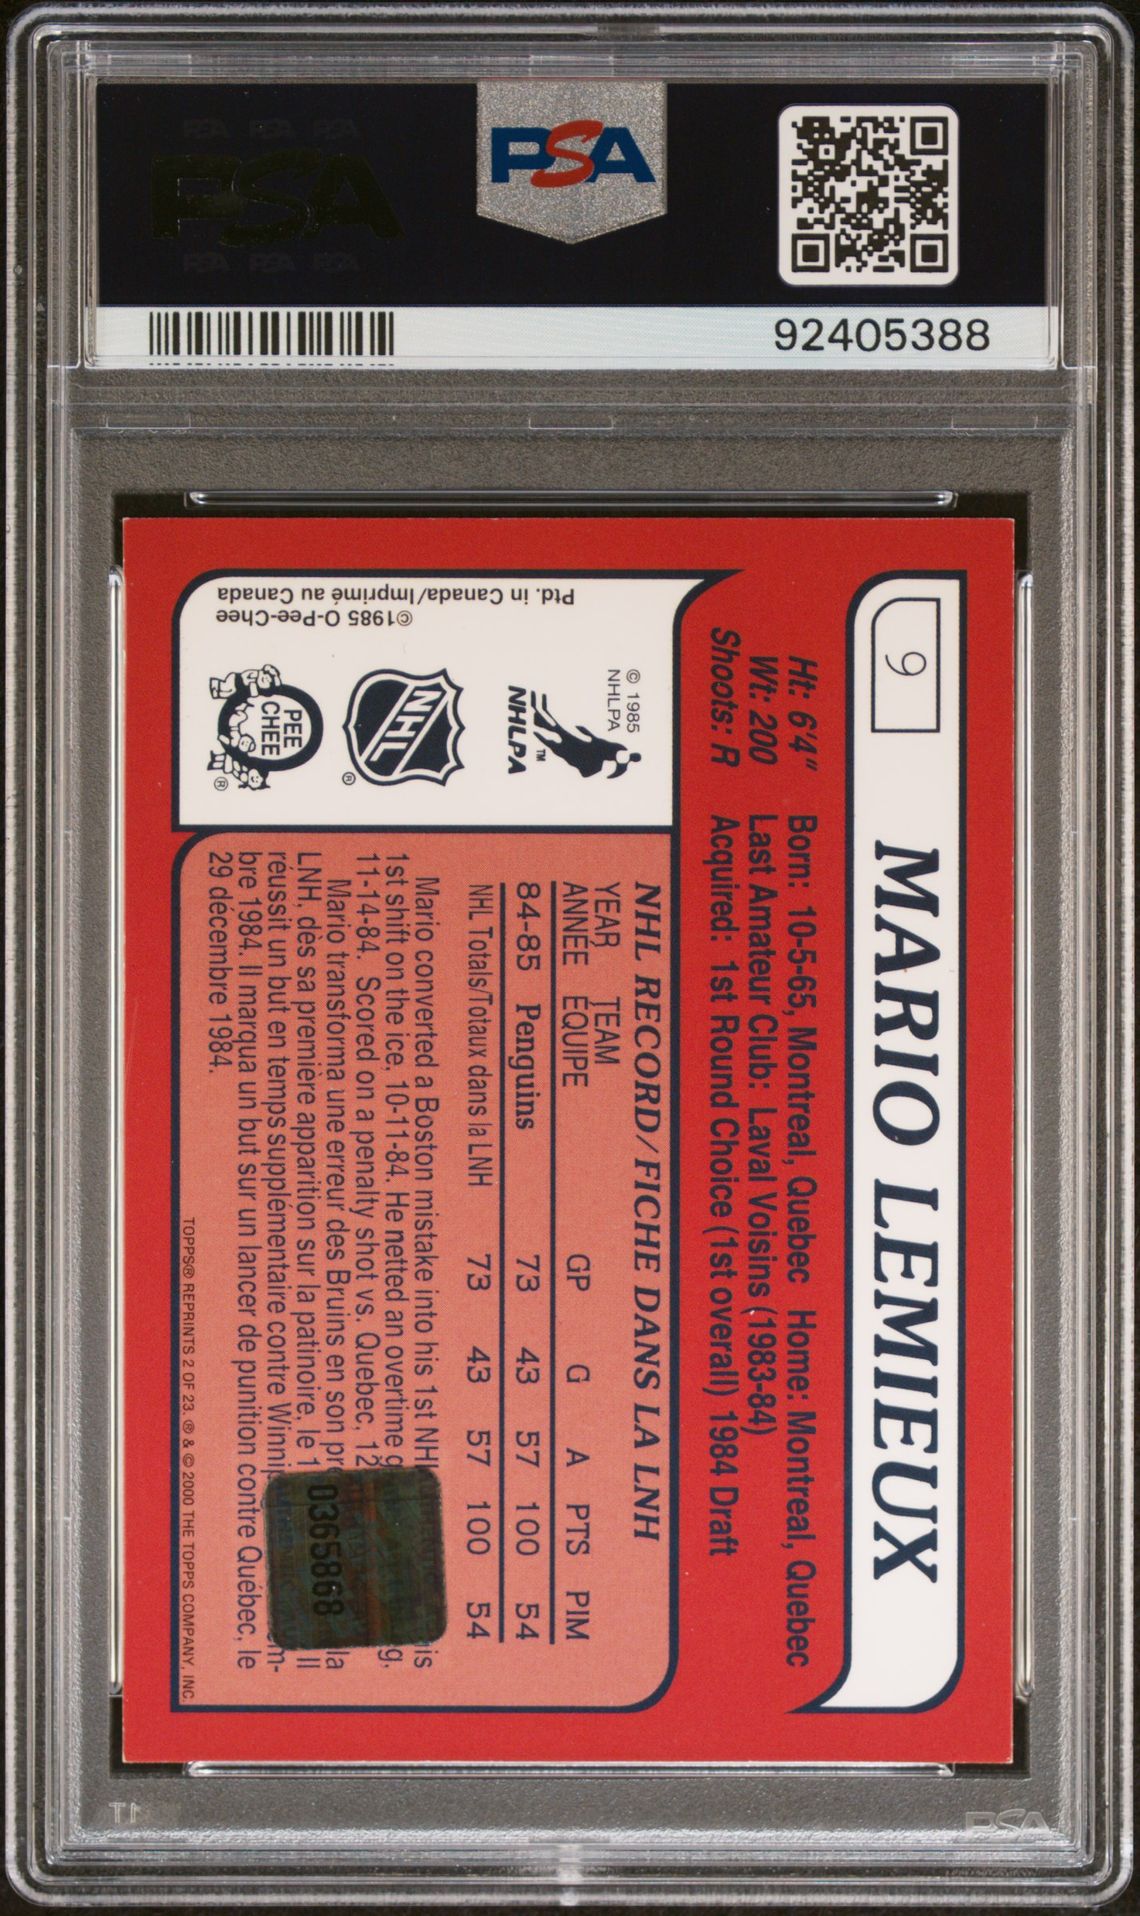 PSA
PSA
92405388
9
MARIO LEMIEUX
Ht: 6'4" Born: 10-5-65, Montreal, Quebec Home: Montreal, Quebec
Wt: 200 Last Amateur Club: Laval Voisins (1983-84)
Shoots: R Acquired: 1st Round Choice (1st overall) 1984 Draft
© 1985
NHLPA
NHLPA
TM
NHL
®
PEE
CHEE
®
©1985 O-Pee-Chee
Ptd. in Canada/Imprimé au Canada
NHL RECORD/FICHE DANS LA LNH
YEAR TEAM
ANNÉE EQUIPE GP G A PTS PIM
84-85 Penguins 73 43 57 100 54
NHL Totals/Totaux dans la LNH 73 43 57 100 54
Mario converted a Boston mistake into his 1st NHL
1st shift on the ice, 10-11-84. He netted an overtime
11-14-84. Scored on a penalty shot vs. Quebec,
Mario transforma une erreur des Bruins en son la
LNH, dès sa première apparition sur la patinoire, le Il
réussit un but en temps supplémentaire contre
bre 1984. Il marqua un but sur un lancer de punition contre Québec, le
29 décembre 1984.
0365868
TOPPS® REPRINTS 2 OF 23. ® & © 2000 THE TOPPS COMPANY, INC.
PSA